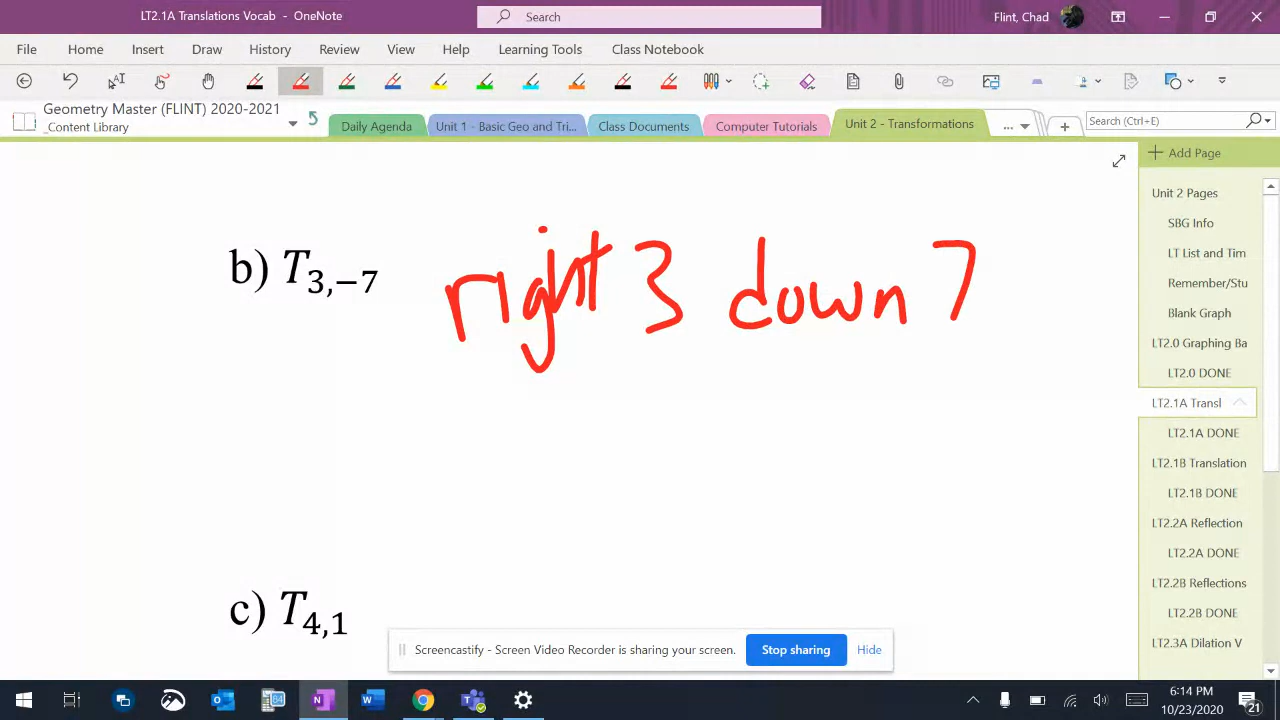 LT2.1A Translations Vocab - OneNote
Search
Flint, Chad
File Home Insert Draw History Review View Help Learning Tools Class Notebook
Geometry Master (FLINT) 2020-2021
_Content Library
Daily Agenda
Unit 1 - Basic Geo and Tri...
Class Documents
Computer Tutorials
Unit 2 - Transformations
...
Search (Ctrl+E)
Add Page
Unit 2 Pages
SBG Info
LT List and Tim
Remember/Stu
Blank Graph
LT2.0 Graphing Ba
LT2.0 DONE
LT2.1A Transl
LT2.1A DONE
LT2.1B Translation
LT2.1B DONE
LT2.2A Reflection
LT2.2A DONE
LT2.2B Reflections
LT2.2B DONE
LT2.3A Dilation V
b) T3,−7 right 3 down 7
c) T4,1
Screencastify - Screen Video Recorder is sharing your screen. Stop sharing Hide
6:14 PM
10/23/2020
21